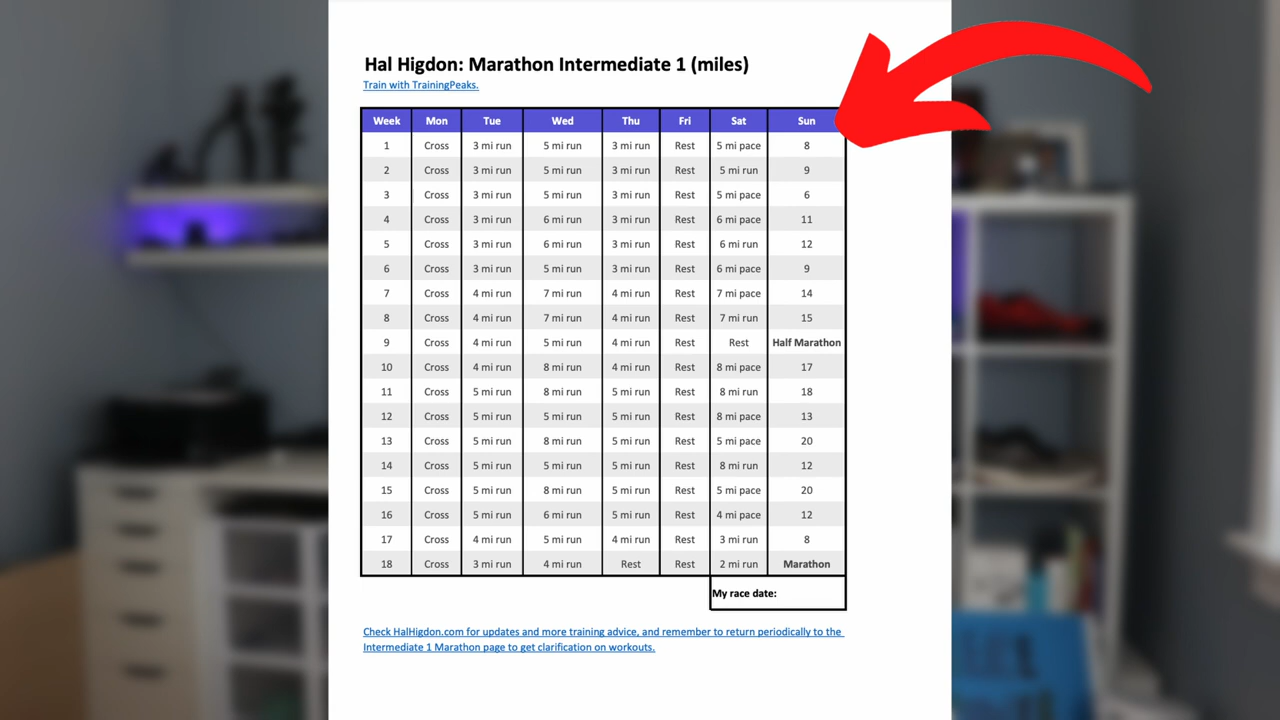 Hal Higdon: Marathon Intermediate 1 (miles)
Train with TrainingPeaks.
Week Mon Tue Wed Thu Fri Sat Sun
1 Cross 3 mi run 5 mi run 3 mi run Rest 5 mi pace 8
2 Cross 3 mi run 5 mi run 3 mi run Rest 5 mi run 9
3 Cross 3 mi run 5 mi run 3 mi run Rest 5 mi pace 6
4 Cross 3 mi run 6 mi run 3 mi run Rest 6 mi pace 11
5 Cross 3 mi run 6 mi run 3 mi run Rest 6 mi run 12
6 Cross 3 mi run 5 mi run 3 mi run Rest 6 mi pace 9
7 Cross 4 mi run 7 mi run 4 mi run Rest 7 mi pace 14
8 Cross 4 mi run 7 mi run 4 mi run Rest 7 mi run 15
9 Cross 4 mi run 5 mi run 4 mi run Rest Rest Half Marathon
10 Cross 4 mi run 8 mi run 4 mi run Rest 8 mi pace 17
11 Cross 5 mi run 8 mi run 5 mi run Rest 8 mi run 18
12 Cross 5 mi run 5 mi run 5 mi run Rest 8 mi pace 13
13 Cross 5 mi run 8 mi run 5 mi run Rest 5 mi pace 20
14 Cross 5 mi run 5 mi run 5 mi run Rest 8 mi run 12
15 Cross 5 mi run 8 mi run 5 mi run Rest 5 mi pace 20
16 Cross 5 mi run 6 mi run 5 mi run Rest 4 mi pace 12
17 Cross 4 mi run 5 mi run 4 mi run Rest 3 mi run 8
18 Cross 3 mi run 4 mi run Rest Rest 2 mi run Marathon
My race date:
Check HalHigdon.com for updates and more training advice, and remember to return periodically to the
Intermediate 1 Marathon page to get clarification on workouts.